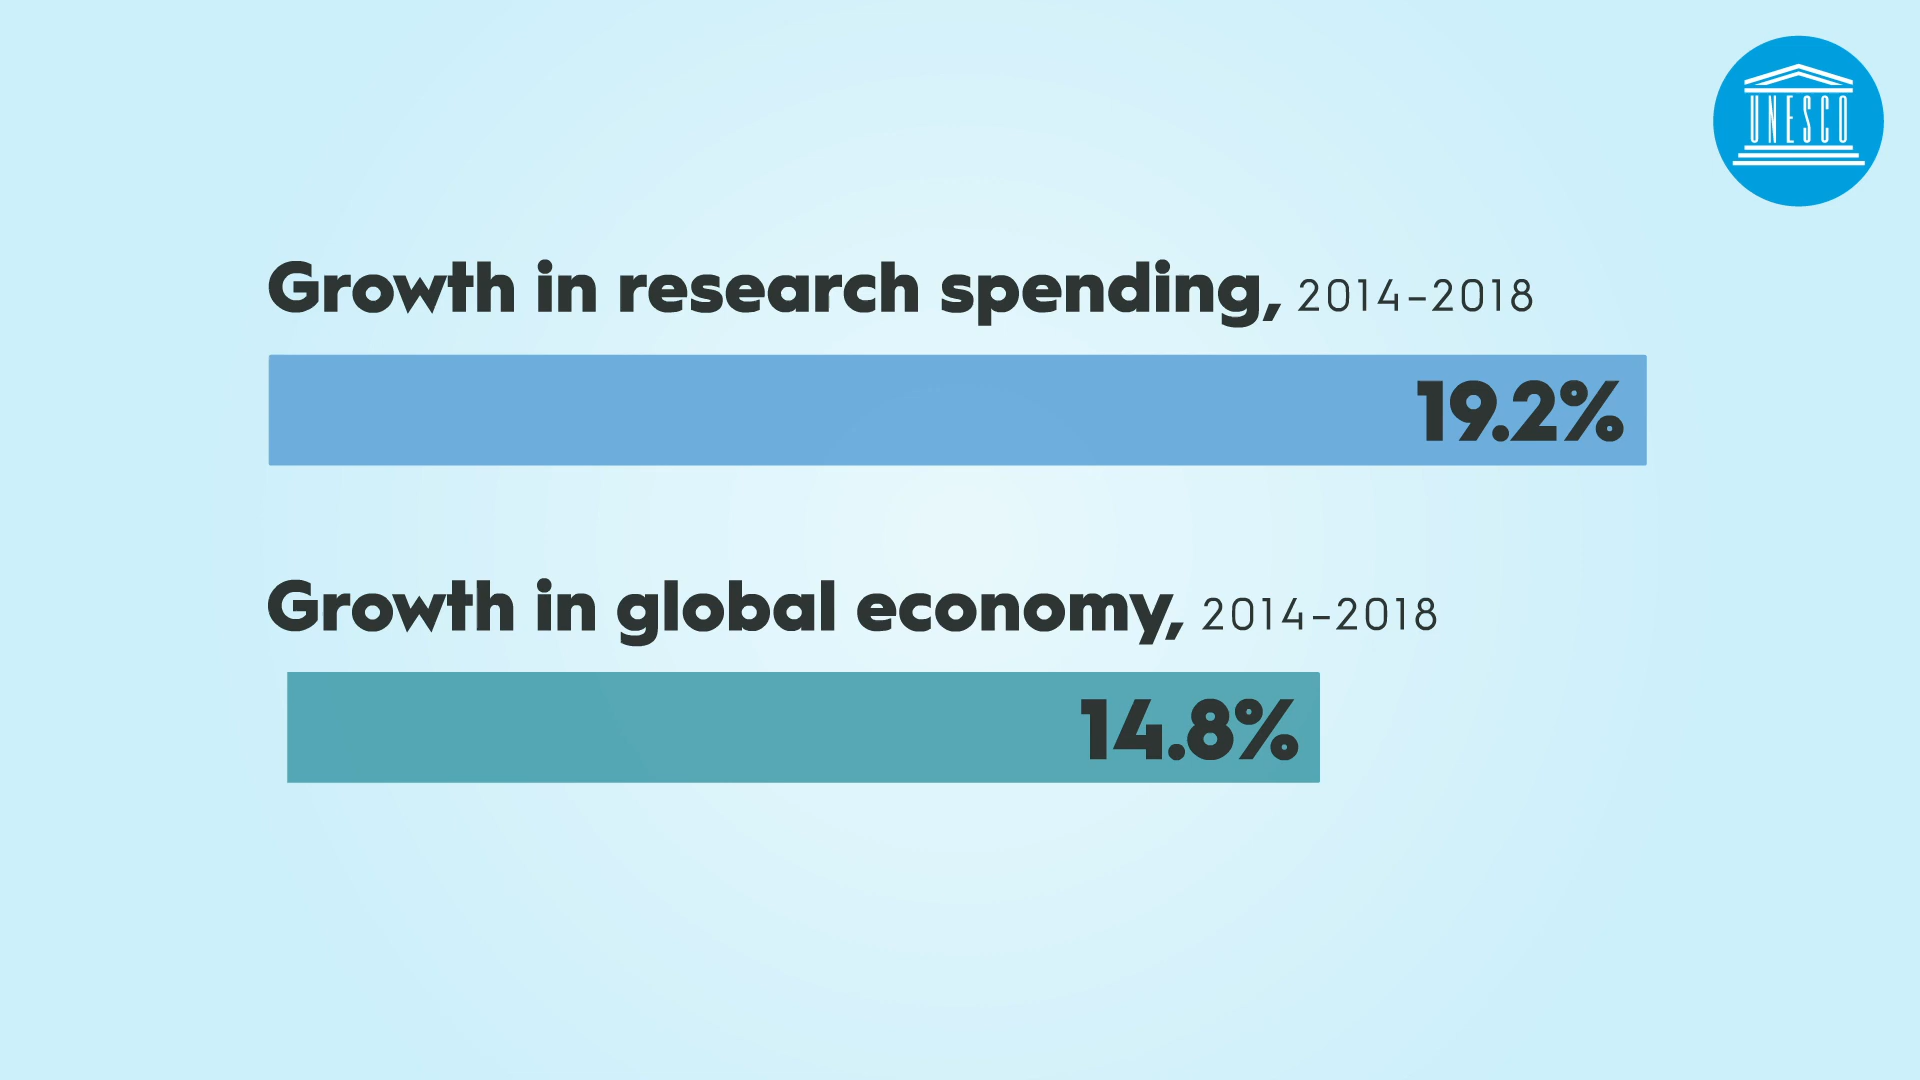 UNESCO
Growth in research spending, 2014–2018
19.2%
Growth in global economy, 2014–2018
14.8%